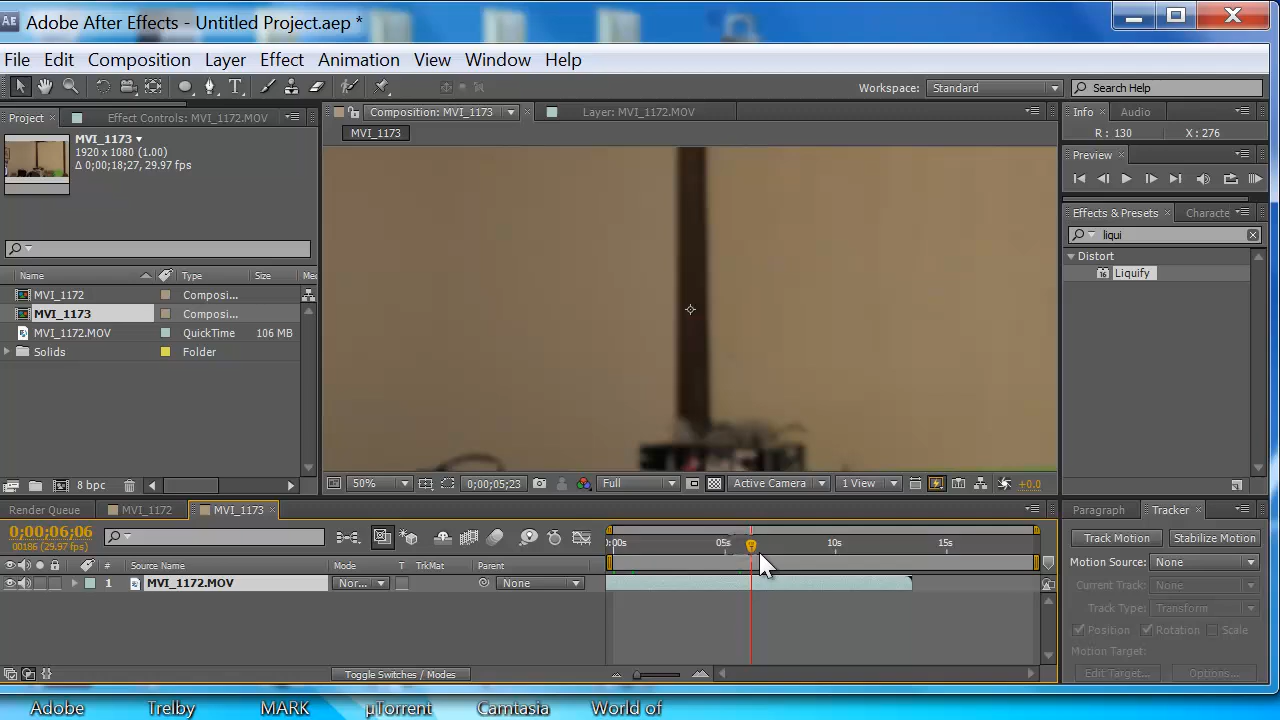 AE Adobe After Effects - Untitled Project.aep *
File Edit Composition Layer Effect Animation View Window Help
Workspace: Standard Search Help
Project Effect Controls: MVI_1172.MOV
Composition: MVI_1173 Layer: MVI_1172.MOV
Info Audio
MVI_1173
1920 x 1080 (1.00)
Δ 0;00;18;27, 29.97 fps
MVI_1173
R : 130 X : 276
Preview
Effects & Presets Characte
liqui
Distort
16 Liquify
Name Type Size Me
MVI_1172 Composi...
MVI_1173 Composi...
MVI_1172.MOV QuickTime 106 MB
Solids Folder
8 bpc
50% 0;00;05;23 Full Active Camera 1 View +0.0
Render Queue MVI_1172 MVI_1173
Paragraph Tracker
0;00;06;06
00186 (29.97 fps)
):00s 05s 10s 15s
Track Motion Stabilize Motion
# Source Name Mode T TrkMat Parent
Motion Source: None
1 MVI_1172.MOV Nor... None
Current Track:
Track Type: Transform
Position Rotation Scale
Motion Target:
Edit Target... Options...
Toggle Switches / Modes
Adobe Trelby MARK µTorrent Camtasia World of